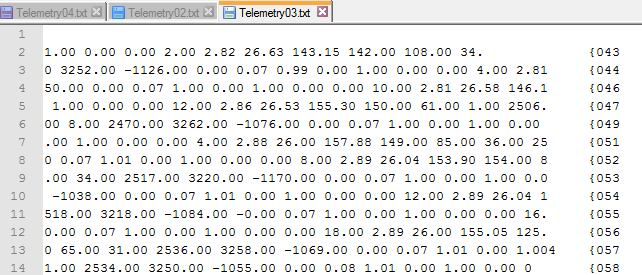 Telemetry04.txt Telemetry02.txt Telemetry03.txt
1
2 1.00 0.00 0.00 2.00 2.82 26.63 143.15 142.00 108.00 34. {043
3 0 3252.00 -1126.00 0.00 0.07 0.99 0.00 1.00 0.00 0.00 4.00 2.81 {044
4 50.00 0.00 0.07 1.00 0.00 1.00 0.00 0.00 10.00 2.81 26.58 146.1 {046
5 1.00 0.00 0.00 12.00 2.86 26.53 155.30 150.00 61.00 1.00 2506. {047
6 00 8.00 2470.00 3262.00 -1076.00 0.00 0.07 1.00 0.00 1.00 0.00 {049
7 .00 1.00 0.00 0.00 4.00 2.88 26.00 157.88 149.00 85.00 36.00 25 {051
8 0 0.07 1.01 0.00 1.00 0.00 0.00 8.00 2.89 26.04 153.90 154.00 8 {052
9 .00 34.00 2517.00 3220.00 -1170.00 0.00 0.07 1.00 0.00 1.00 0.0 {053
10 -1038.00 0.00 0.07 1.01 0.00 1.00 0.00 0.00 12.00 2.89 26.04 1 {054
11 518.00 3218.00 -1084.00 -0.00 0.07 1.00 0.00 1.00 0.00 0.00 16. {055
12 0.00 0.07 1.00 0.00 1.00 0.00 0.00 18.00 2.89 26.00 155.05 125. {056
13 0 65.00 31.00 2536.00 3258.00 -1069.00 0.00 0.07 1.01 0.00 1.004 {057
14 1.00 2534.00 3250.00 -1055.00 0.00 0.08 1.01 0.00 1.00 0.00 0 {058